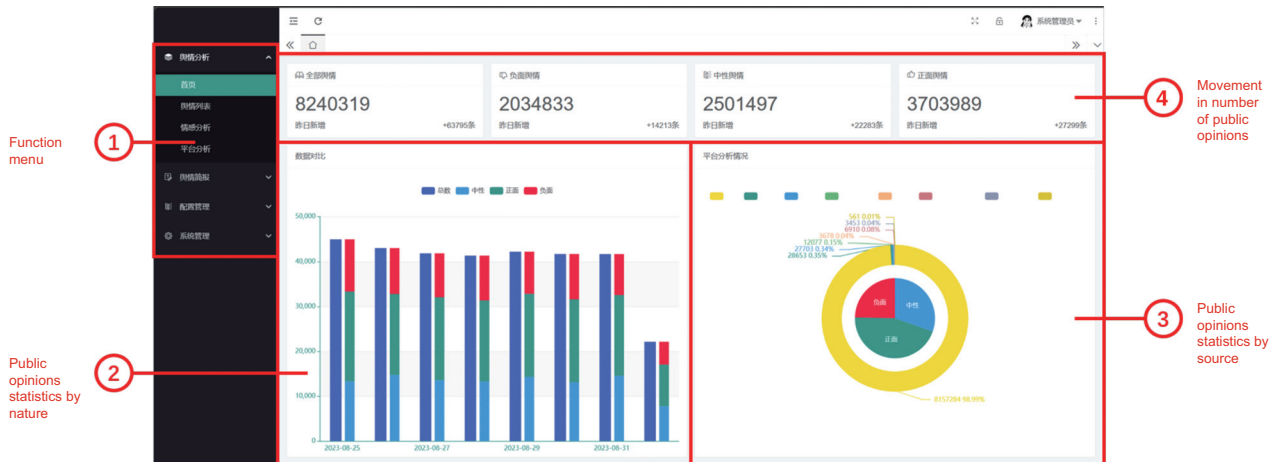 系统管理员
舆情分析
首页
舆情列表
情感分析
平台分析
舆情简报
配置管理
系统管理
全部舆情
8240319
昨日新增 +63795条
负面舆情
2034833
昨日新增 +14213条
中性舆情
2501497
昨日新增 +22283条
正面舆情
3703989
昨日新增 +27299条
数据对比
总数 中性 正面 负面
50,000
40,000
30,000
20,000
10,000
0
2023-08-25 2023-08-27 2023-08-29 2023-08-31
平台分析情况
561 0.01%
3453 0.04%
6910 0.08%
3678 0.04%
12077 0.15%
27703 0.34%
28653 0.35%
负面
中性
正面
8157284 98.99%
1
Function
menu
2
Public
opinions
statistics by
nature
3
Public
opinions
statistics by
source
4
Movement
in number
of public
opinions